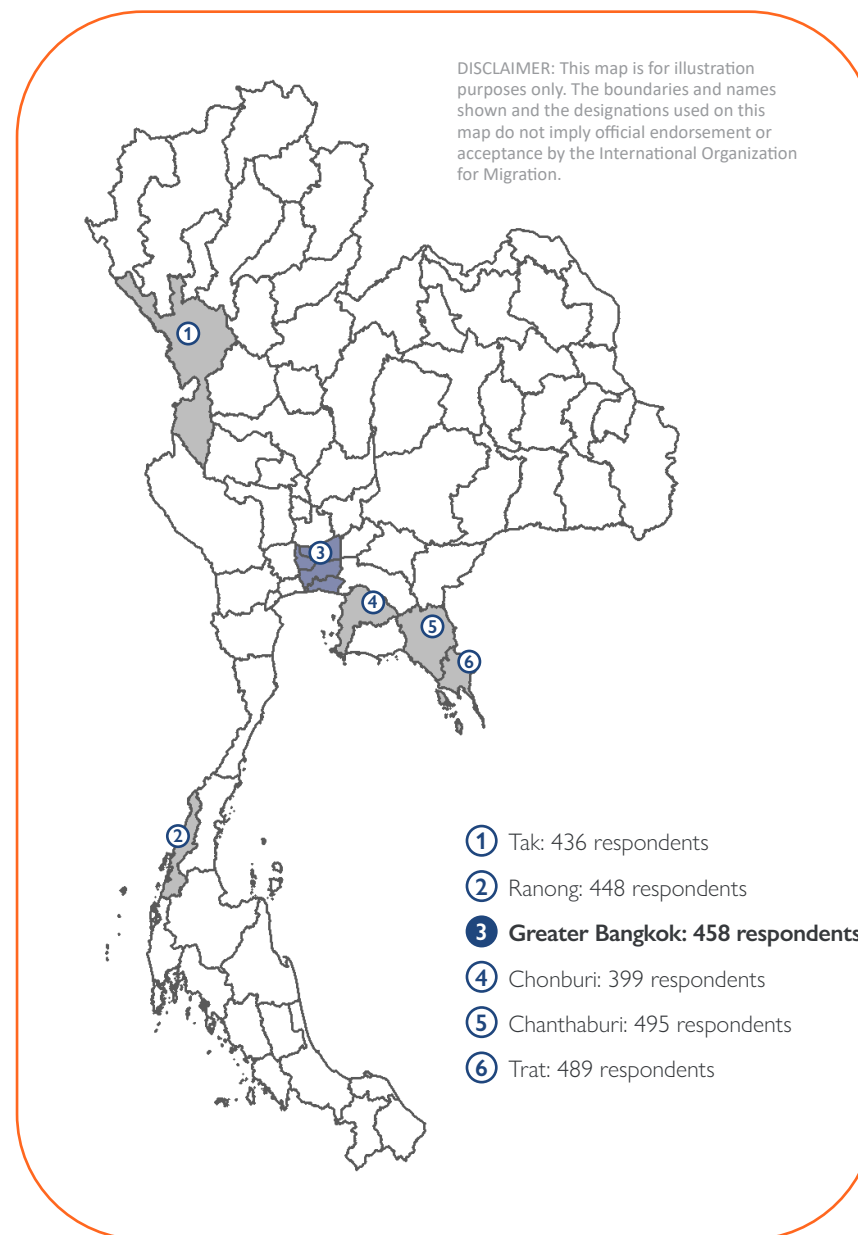 DISCLAIMER: This map is for illustration
purposes only. The boundaries and names
shown and the designations used on this
map do not imply official endorsement or
acceptance by the International Organization
for Migration.
1
3
4
5
6
2
1 Tak: 436 respondents
2 Ranong: 448 respondents
3 Greater Bangkok: 458 respondents
4 Chonburi: 399 respondents
5 Chanthaburi: 495 respondents
6 Trat: 489 respondents